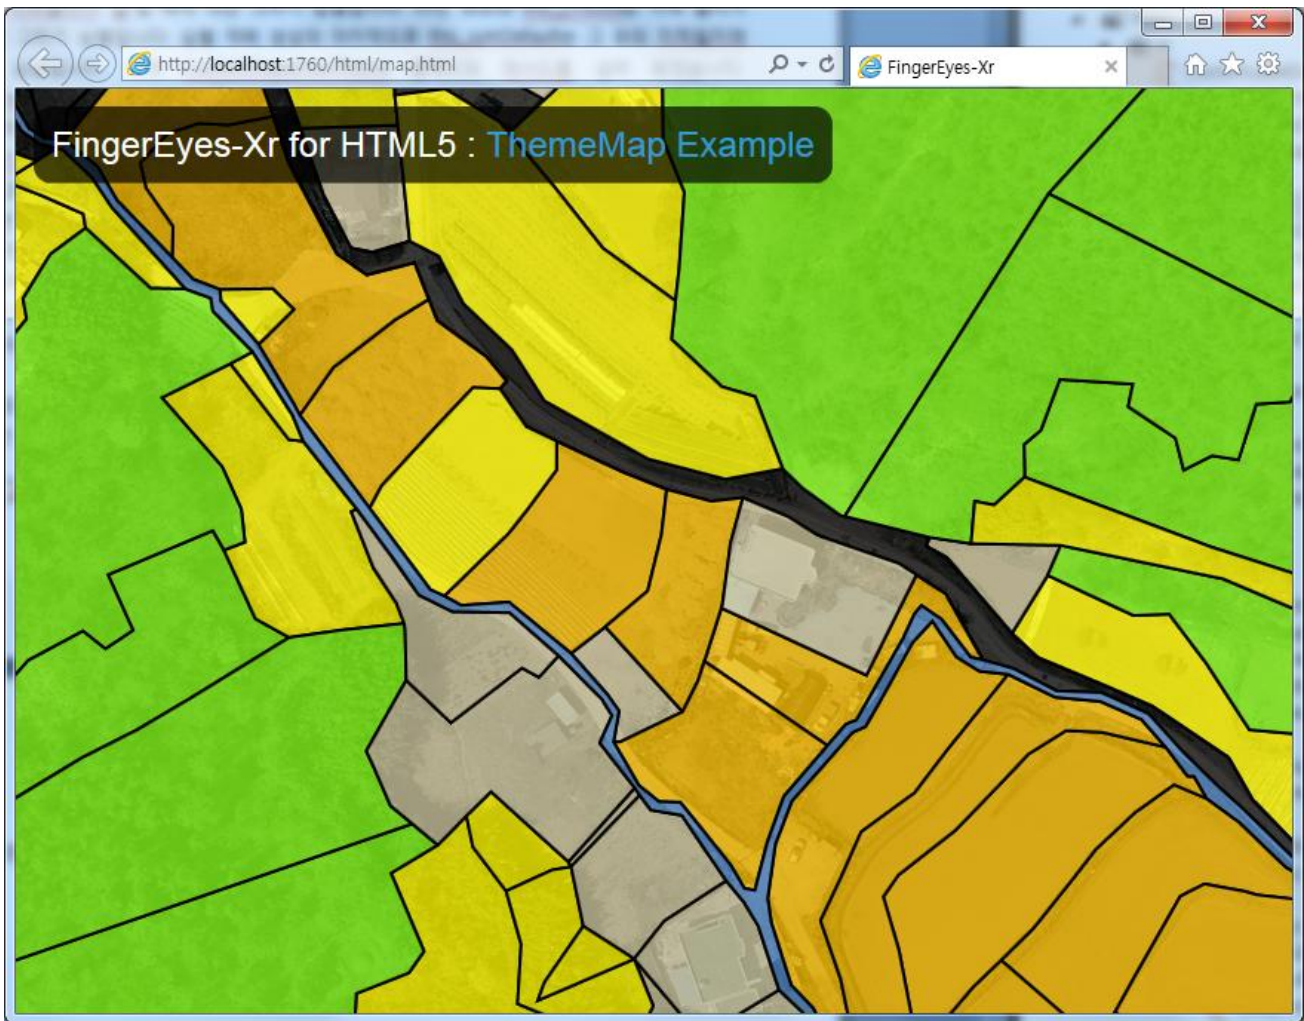 http://localhost:1760/html/map.html
FingerEyes-Xr
FingerEyes-Xr for HTML5 : ThemeMap Example